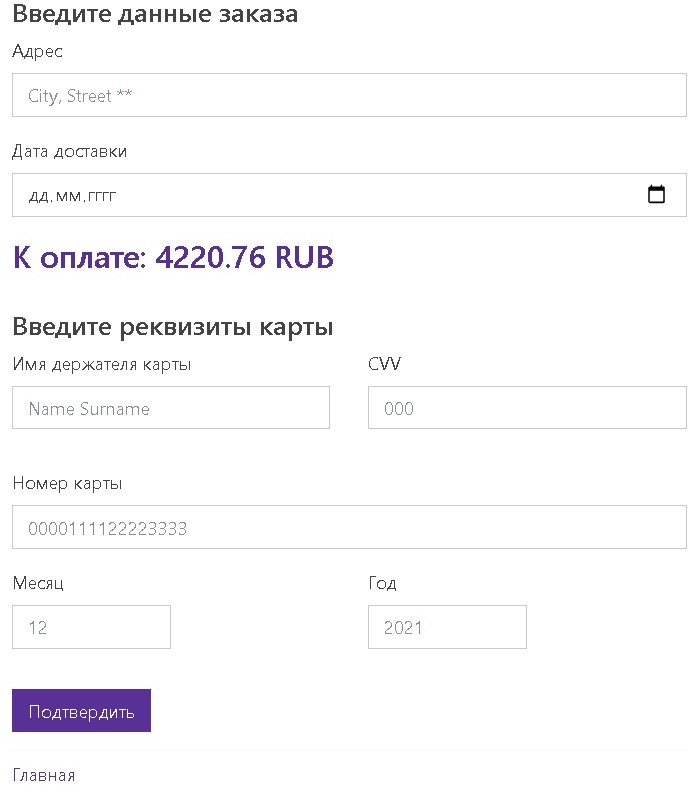 Введите данные заказа
Адрес
City, Street **
Дата доставки
дд.мм.гггг
К оплате: 4220.76 RUB
Введите реквизиты карты
Имя держателя карты CVV
Name Surname 000
Номер карты
0000111122223333
Месяц Год
12 2021
Подтвердить
Главная